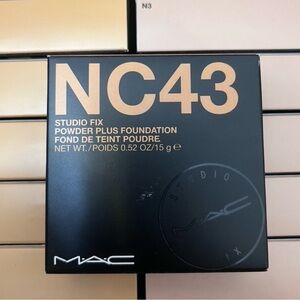 N3
NC43
STUDIO FIX
POWDER PLUS FOUNDATION
FOND DE TEINT POUDRE
NET WT./POIDS 0.52 OZ/15 g ℮
STUDIO
FIX
MAC